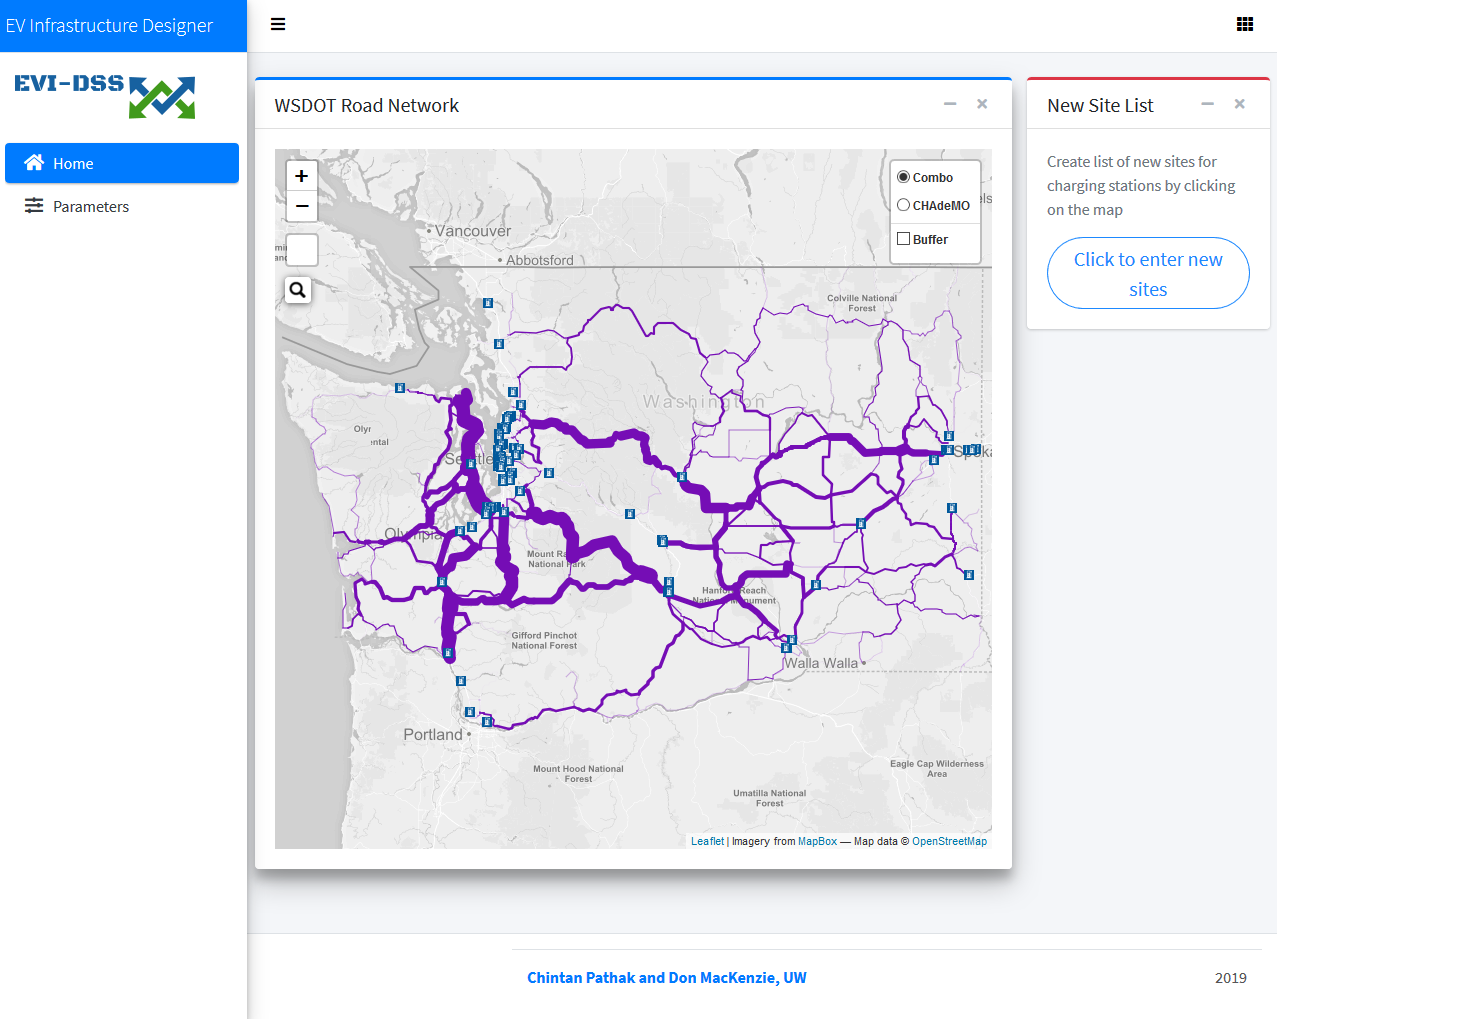 EV Infrastructure Designer
EVI-DSS
Home
Parameters
WSDOT Road Network
+
−
Combo
CHAdeMO
Buffer
Vancouver
Abbotsford
Colville National
Forest
Washington
Olyr
ental
Seattle
Spoka
Olympia
Mount Ra
National Park
Hanford Reach
National Monument
Gifford Pinchot
National Forest
Walla Walla
Portland
Mount Hood National
Forest
Eagle Cap Wilderness
Area
Umatilla National
Forest
Leaflet | Imagery from MapBox — Map data © OpenStreetMap
New Site List
Create list of new sites for
charging stations by clicking
on the map
Click to enter new
sites
Chintan Pathak and Don MacKenzie, UW
2019